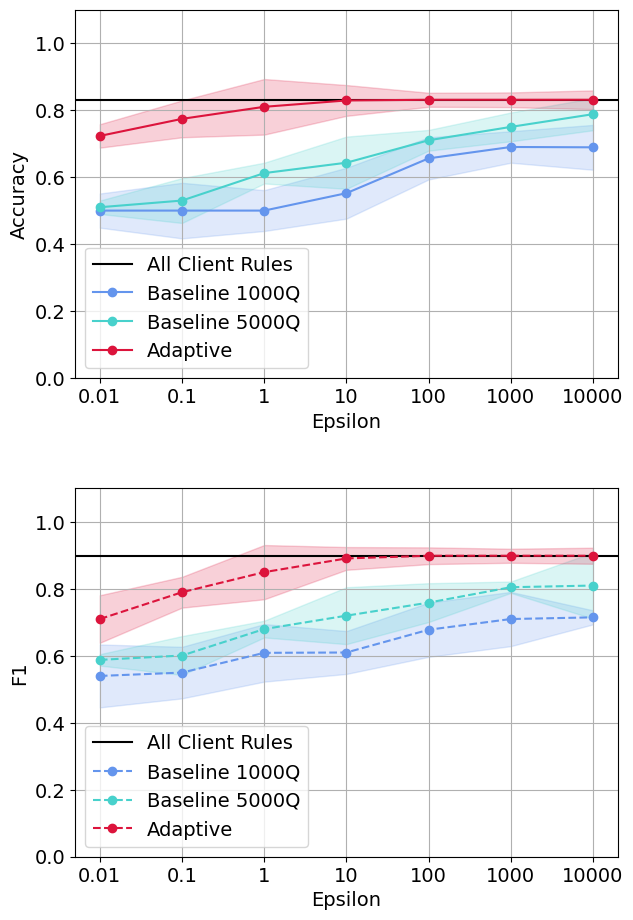 1.0
0.8
0.6
0.4
0.2
0.0
Accuracy
All Client Rules
Baseline 1000Q
Baseline 5000Q
Adaptive
0.01 0.1 1 10 100 1000 10000
Epsilon
1.0
0.8
0.6
0.4
0.2
0.0
F1
All Client Rules
Baseline 1000Q
Baseline 5000Q
Adaptive
0.01 0.1 1 10 100 1000 10000
Epsilon